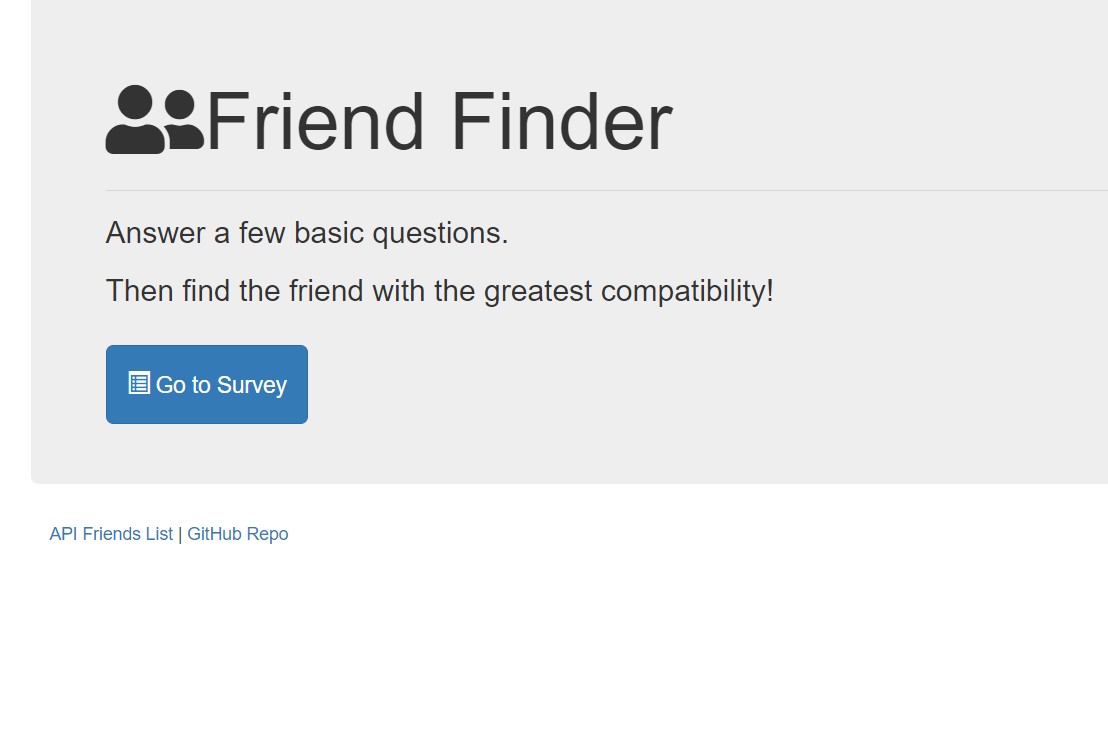 Friend Finder
Answer a few basic questions.
Then find the friend with the greatest compatibility!
Go to Survey
API Friends List | GitHub Repo